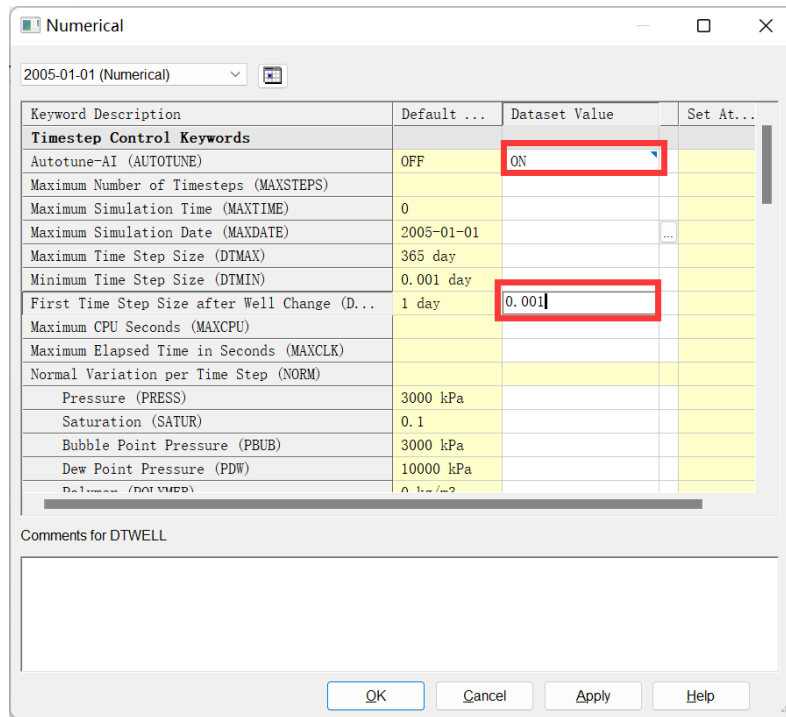 Numerical
2005-01-01 (Numerical)
Keyword Description Default ... Dataset Value Set At...
Timestep Control Keywords
Autotune-AI (AUTOTUNE) OFF ON
Maximum Number of Timesteps (MAXSTEPS)
Maximum Simulation Time (MAXTIME) 0
Maximum Simulation Date (MAXDATE) 2005-01-01 ...
Maximum Time Step Size (DTMAX) 365 day
Minimum Time Step Size (DTMIN) 0.001 day
First Time Step Size after Well Change (D... 1 day 0.001
Maximum CPU Seconds (MAXCPU)
Maximum Elapsed Time in Seconds (MAXCLK)
Normal Variation per Time Step (NORM)
Pressure (PRESS) 3000 kPa
Saturation (SATUR) 0.1
Bubble Point Pressure (PBUB) 3000 kPa
Dew Point Pressure (PDW) 10000 kPa
Polymer (POLYMER) 0 kg/m3
Comments for DTWELL
OK Cancel Apply Help